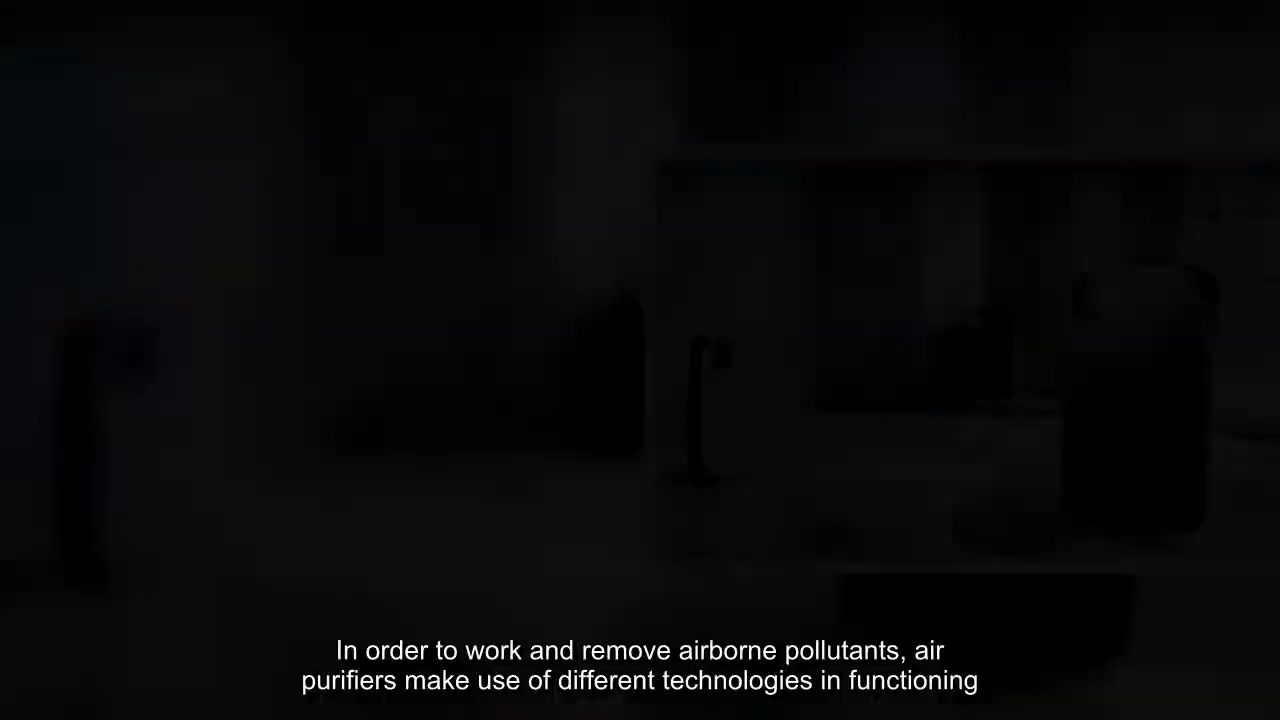 In order to work and remove airborne pollutants, air
purifiers make use of different technologies in functioning